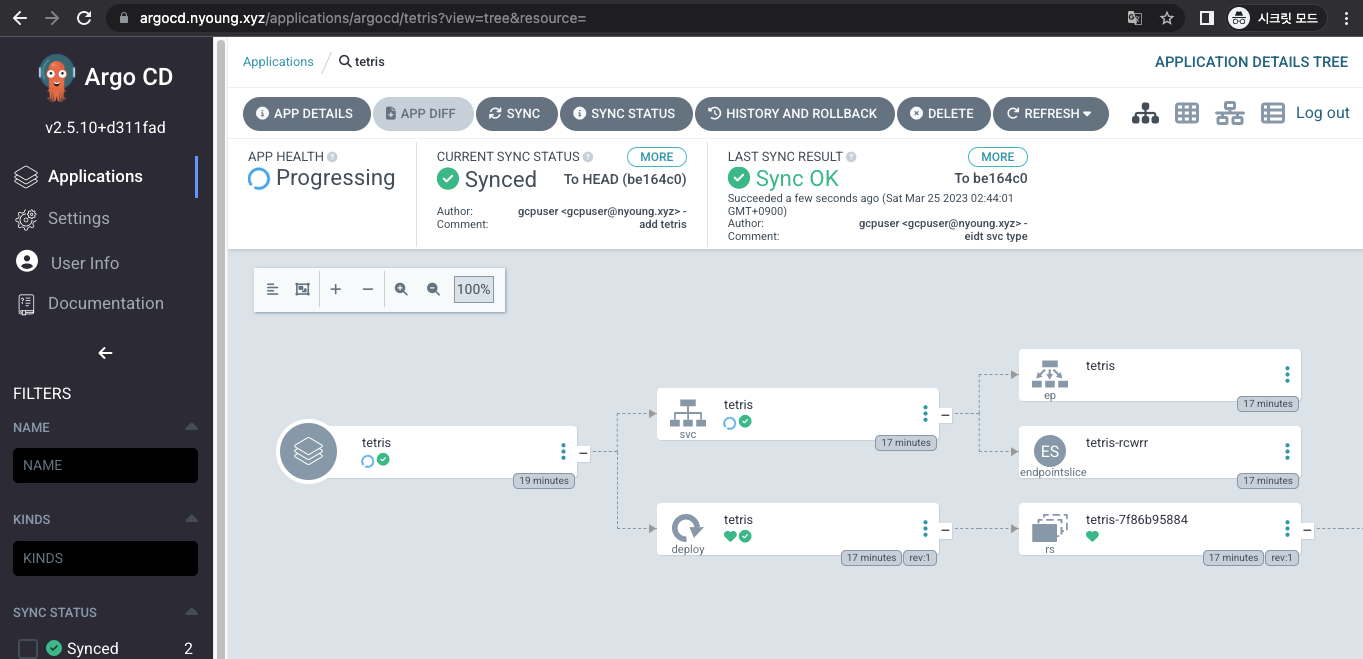 argocd.nyoung.xyz/applications/argocd/tetris?view=tree&resource=
시크릿 모드
Argo CD
v2.5.10+d311fad
Applications
Settings
User Info
Documentation
FILTERS
NAME
NAME
KINDS
KINDS
SYNC STATUS
Synced 2
Applications / tetris
APPLICATION DETAILS TREE
APP DETAILS
APP DIFF
SYNC
SYNC STATUS
HISTORY AND ROLLBACK
DELETE
REFRESH
Log out
APP HEALTH
Progressing
CURRENT SYNC STATUS
MORE
Synced
To HEAD (be164c0)
Author: gcpuser <gcpuser@nyoung.xyz> -
Comment: add tetris
LAST SYNC RESULT
MORE
Sync OK
To be164c0
Succeeded a few seconds ago (Sat Mar 25 2023 02:44:01
GMT+0900)
Author: gcpuser <gcpuser@nyoung.xyz> -
Comment: eidt svc type
100%
tetris
19 minutes
tetris
svc
17 minutes
tetris
deploy
17 minutes
rev:1
tetris
ep
17 minutes
ES
tetris-rcwrr
endpointslice
17 minutes
tetris-7f86b95884
rs
17 minutes
rev:1